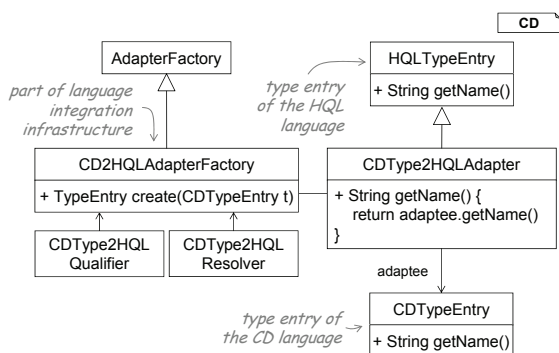 CD
AdapterFactory
HQLTypeEntry
+ String getName()
part of language
integration
infrastructure
type entry
of the HQL
language
CD2HQLAdapterFactory
+ TypeEntry create(CDTypeEntry t)
CDType2HQLAdapter
+ String getName() {
return adaptee.getName()
}
CDType2HQL
Qualifier
CDType2HQL
Resolver
adaptee
type entry of
the CD language
CDTypeEntry
+ String getName()